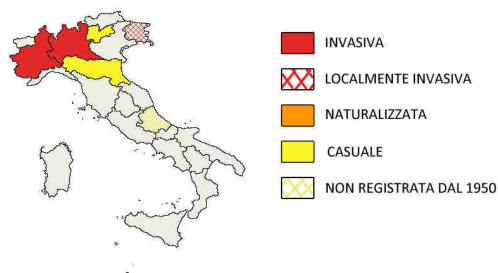 INVASIVA
LOCALMENTE INVASIVA
NATURALIZZATA
CASUALE
NON REGISTRATA DAL 1950